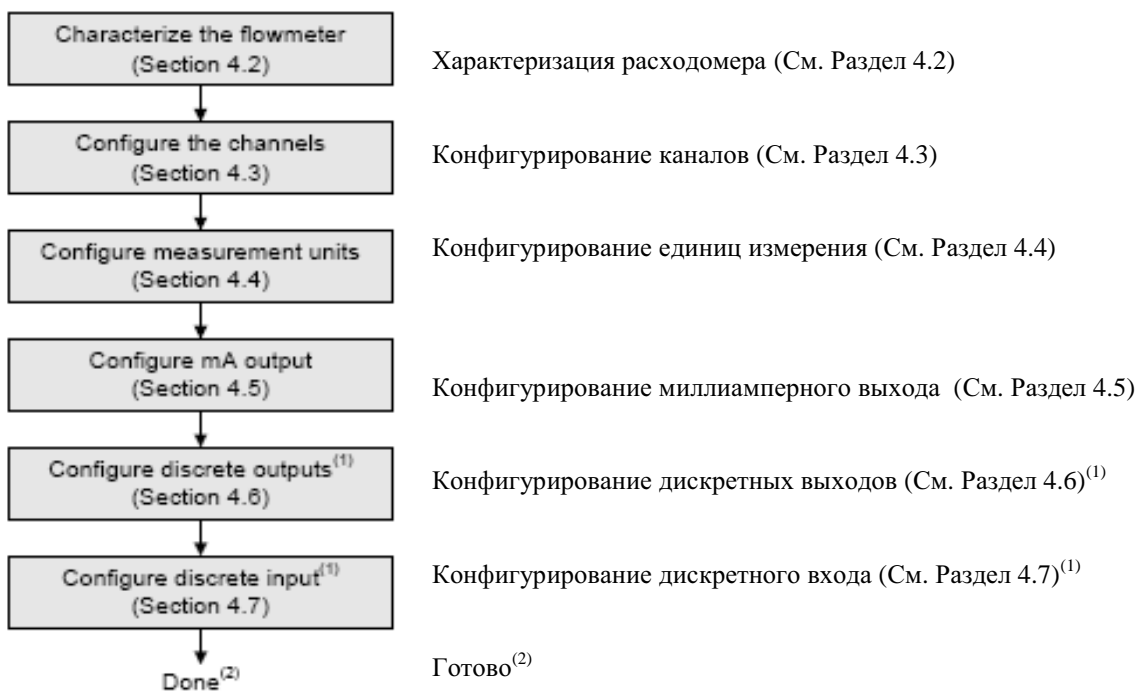 Characterize the flowmeter
(Section 4.2)
Характеризация расходомера (См. Раздел 4.2)
Configure the channels
(Section 4.3)
Конфигурирование каналов (См. Раздел 4.3)
Configure measurement units
(Section 4.4)
Конфигурирование единиц измерения (См. Раздел 4.4)
Configure mA output
(Section 4.5)
Конфигурирование миллиамперного выхода (См. Раздел 4.5)
Configure discrete outputs(1)
(Section 4.6)
Конфигурирование дискретных выходов (См. Раздел 4.6)(1)
Configure discrete input(1)
(Section 4.7)
Конфигурирование дискретного входа (См. Раздел 4.7)(1)
Done(2)
Готово(2)